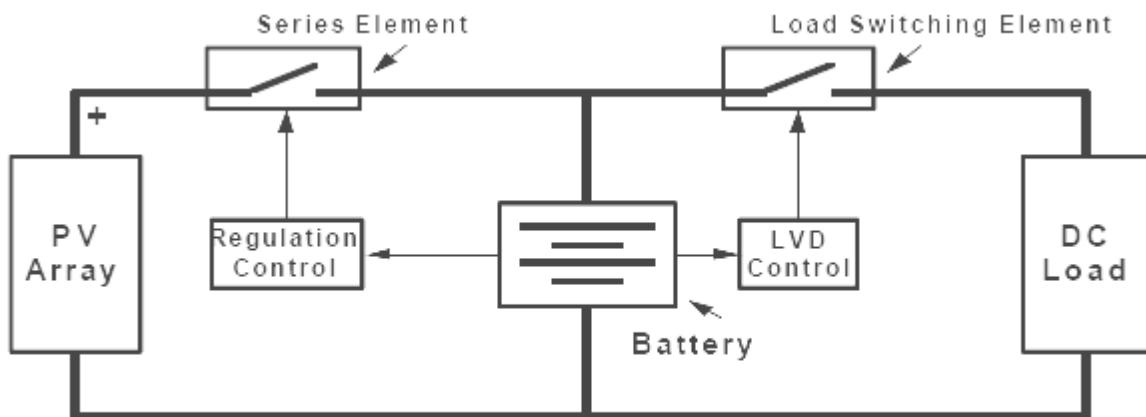 Series Element
Load Switching Element
+
PV
Array
Regulation
Control
LVD
Control
DC
Load
Battery